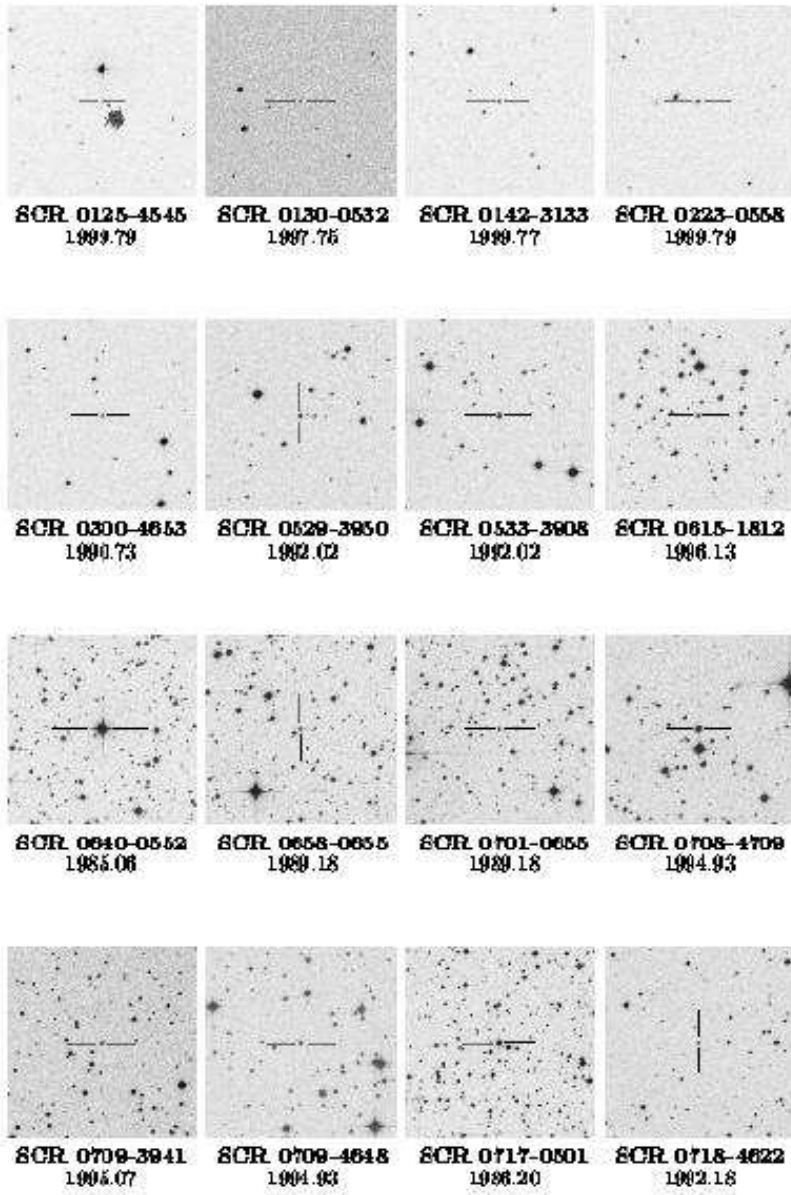 SCR 0125-4545
1999.79
SCR 0130-0532
1997.75
SCR 0142-3133
1999.77
SCR 0223-0558
1999.79
SCR 0300-4653
1990.73
SCR 0529-3950
1992.02
SCR 0533-3908
1992.02
SCR 0615-1812
1996.13
SCR 0640-0552
1985.06
SCR 0658-0655
1989.18
SCR 0701-0655
1989.18
SCR 0708-4709
1994.93
SCR 0709-3941
1995.07
SCR 0709-4648
1994.93
SCR 0717-0501
1986.20
SCR 0718-4622
1992.18